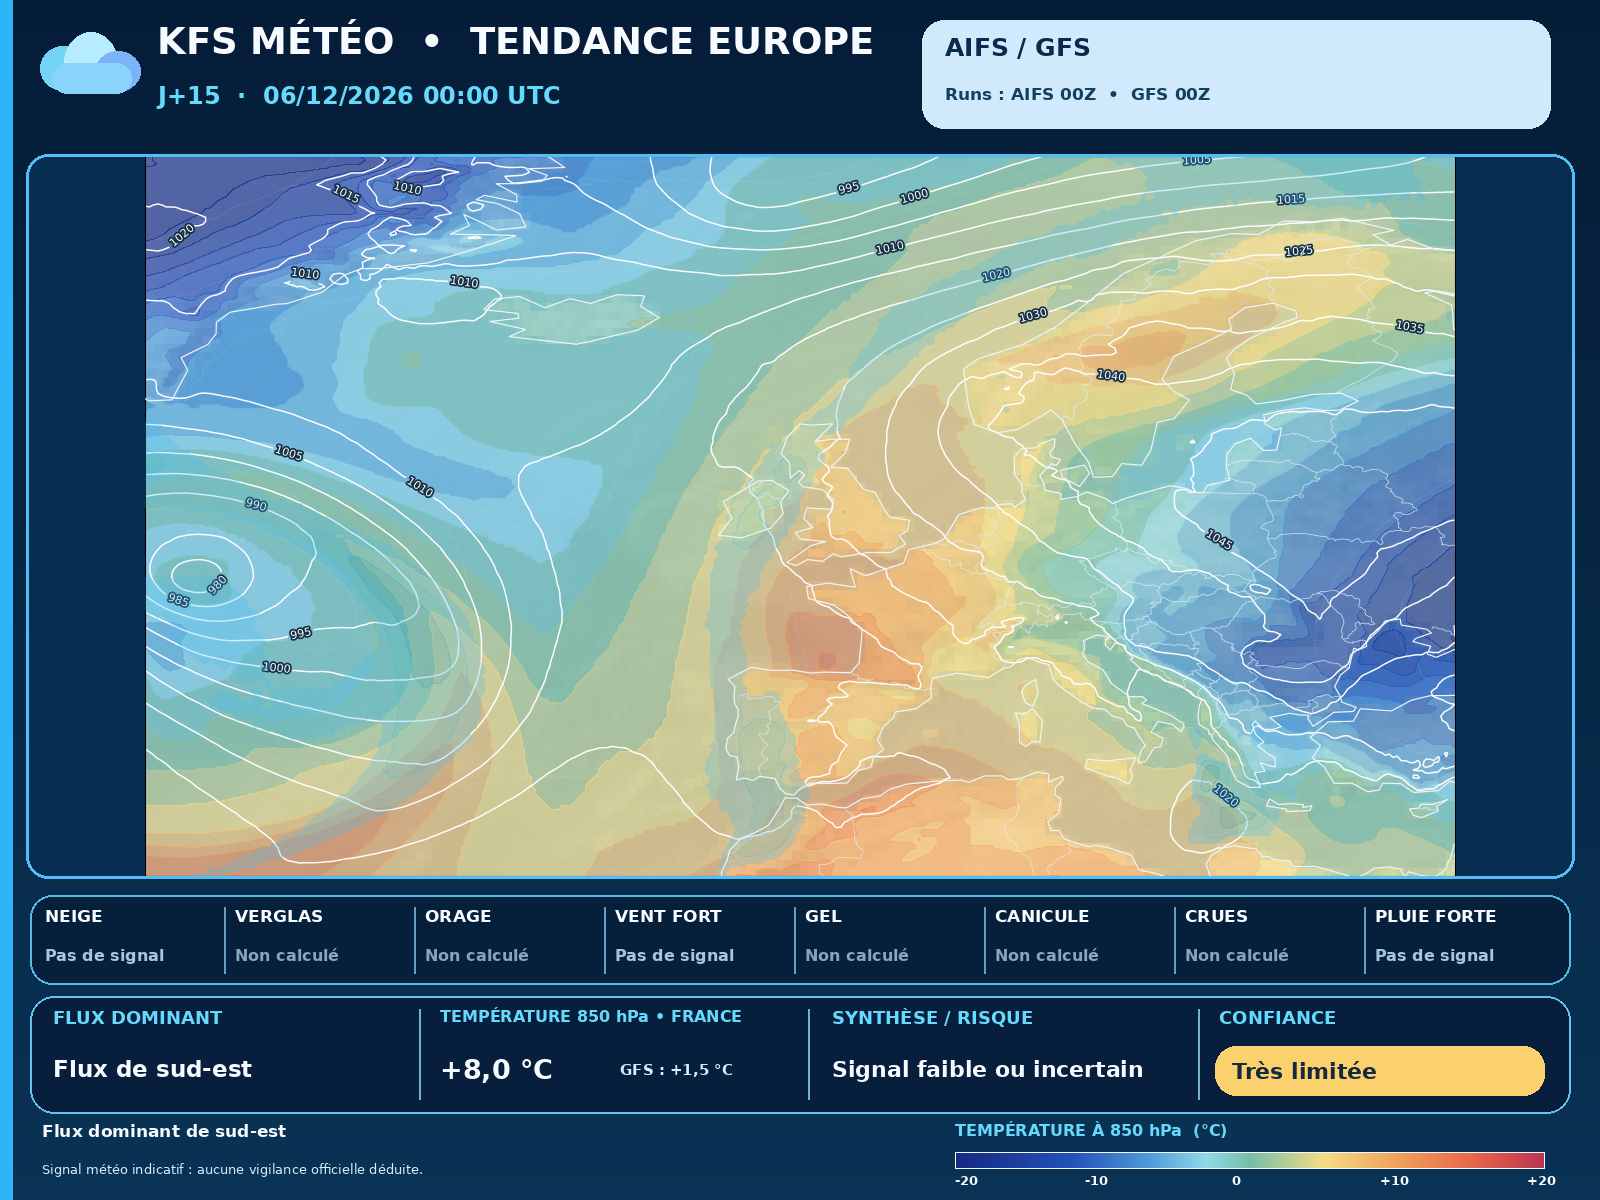 KFS MÉTÉO • TENDANCE EUROPE
J+15 · 06/12/2026 00:00 UTC
AIFS / GFS
Runs : AIFS 00Z • GFS 00Z
1005
1010
995
1015
1000
1015
1020
1010
1025
1010
1010
1020
1030
1035
1040
1005
1010
990
1045
980
985
995
1000
1020
NEIGE
Pas de signal
VERGLAS
Non calculé
ORAGE
Non calculé
VENT FORT
Pas de signal
GEL
Non calculé
CANICULE
Non calculé
CRUES
Non calculé
PLUIE FORTE
Pas de signal
FLUX DOMINANT
Flux de sud-est
TEMPÉRATURE 850 hPa • FRANCE
+8,0 °C GFS : +1,5 °C
SYNTHÈSE / RISQUE
Signal faible ou incertain
CONFIANCE
Très limitée
Flux dominant de sud-est
Signal météo indicatif : aucune vigilance officielle déduite.
TEMPÉRATURE À 850 hPa (°C)
-20 -10 0 +10 +20